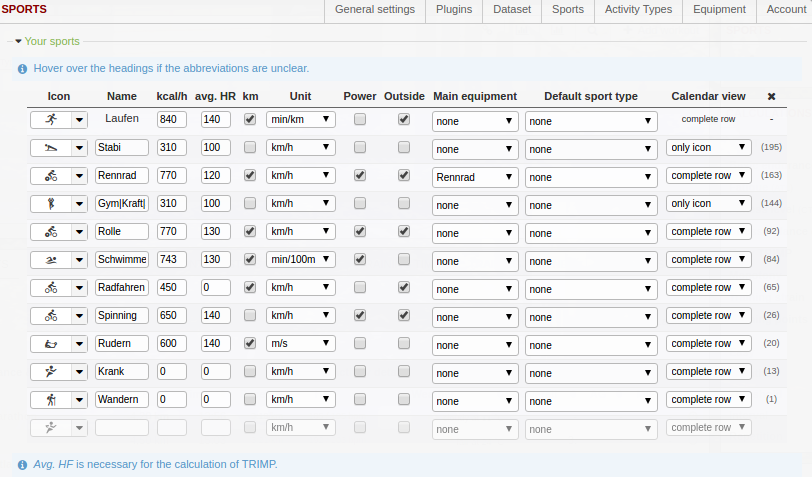 SPORTS General settings Plugins Dataset Sports Activity Types Equipment Account
Your sports
Hover over the headings if the abbreviations are unclear.
Icon Name kcal/h avg. HR km Unit Power Outside Main equipment Default sport type Calendar view ✖
Laufen 840 140 min/km none none complete row -
Stabi 310 100 km/h none none only icon (195)
Rennrad 770 120 km/h Rennrad none complete row (163)
Gym|Kraft| 310 100 km/h none none only icon (144)
Rolle 770 130 km/h none none complete row (92)
Schwimme 743 130 min/100m none none complete row (84)
Radfahren 450 0 km/h none none complete row (65)
Spinning 650 140 km/h none none complete row (26)
Rudern 600 140 m/s none none complete row (20)
Krank 0 0 km/h none none complete row (13)
Wandern 0 0 km/h none none complete row (1)
km/h none none complete row
Avg. HF is necessary for the calculation of TRIMP.